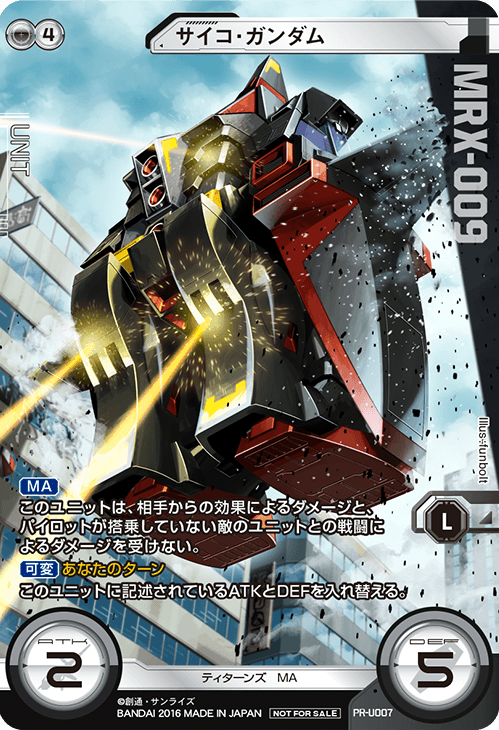 4
サイコ・ガンダム
MRX-009
UNIT
Illus:funbolt
MA
このユニットは、相手からの効果によるダメージと、
パイロットが搭乗していない敵のユニットとの戦闘に
よるダメージを受けない。
L
可変 あなたのターン
このユニットに記述されているATKとDEFを入れ替える。
ATK
2
DEF
5
ティターンズ MA
©創通・サンライズ
BANDAI 2016 MADE IN JAPAN NOT FOR SALE PR-U007